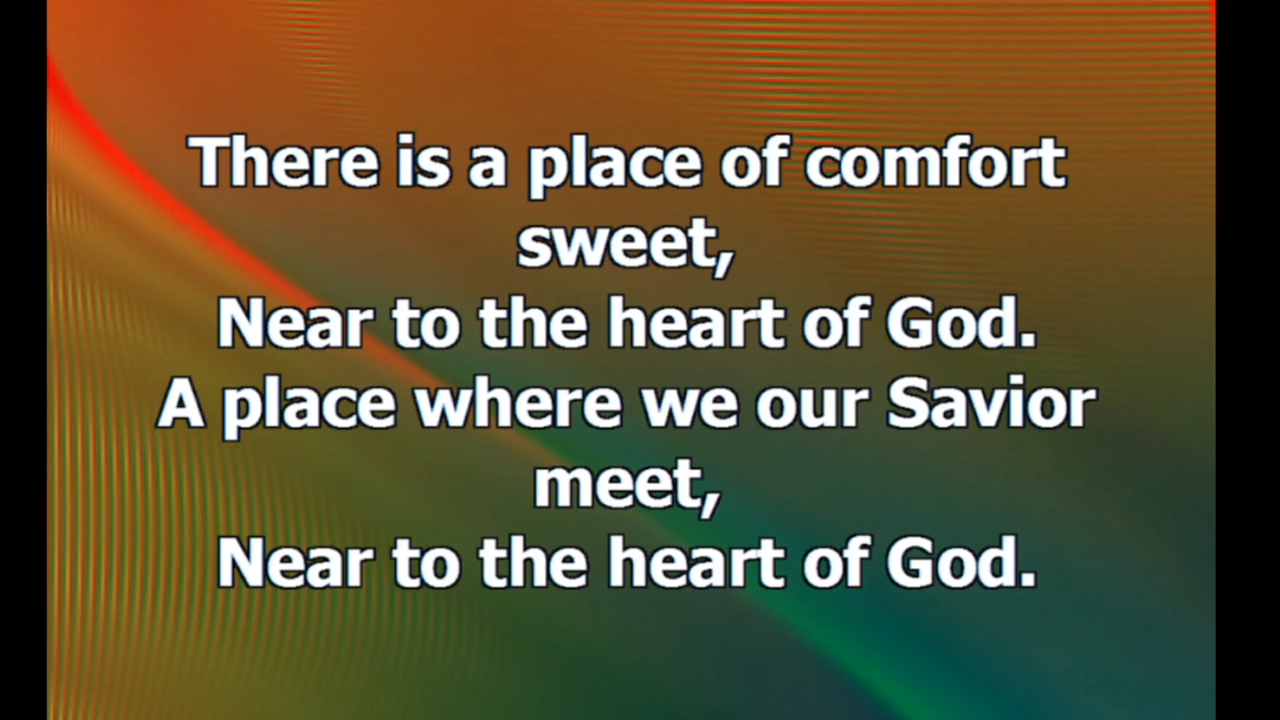 There is a place of comfort
sweet,
Near to the heart of God.
A place where we our Savior
meet,
Near to the heart of God.